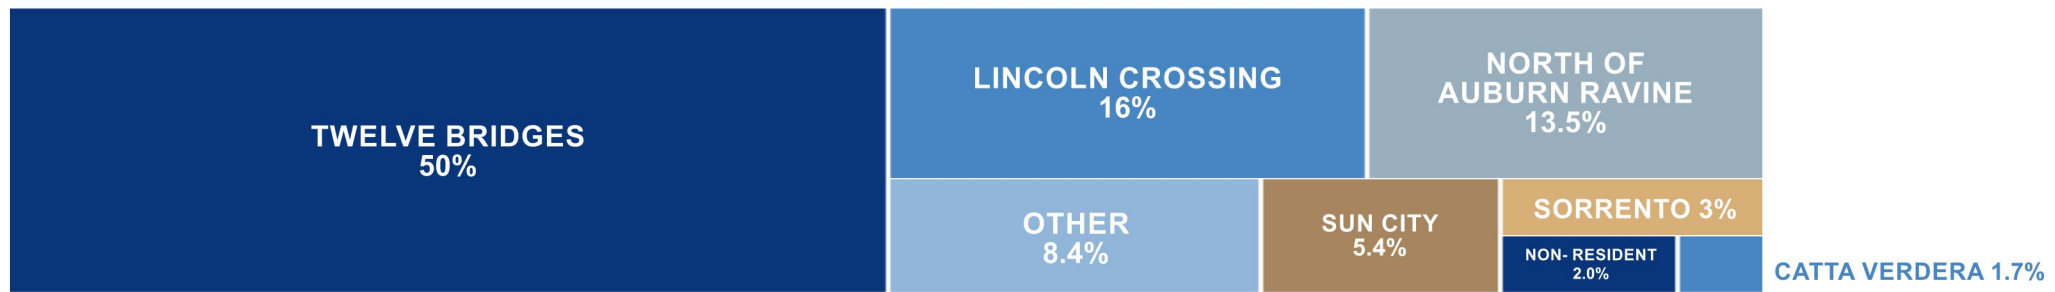 TWELVE BRIDGES
50%
LINCOLN CROSSING
16%
NORTH OF
AUBURN RAVINE
13.5%
OTHER
8.4%
SUN CITY
5.4%
SORRENTO 3%
NON- RESIDENT
2.0%
CATTA VERDERA 1.7%